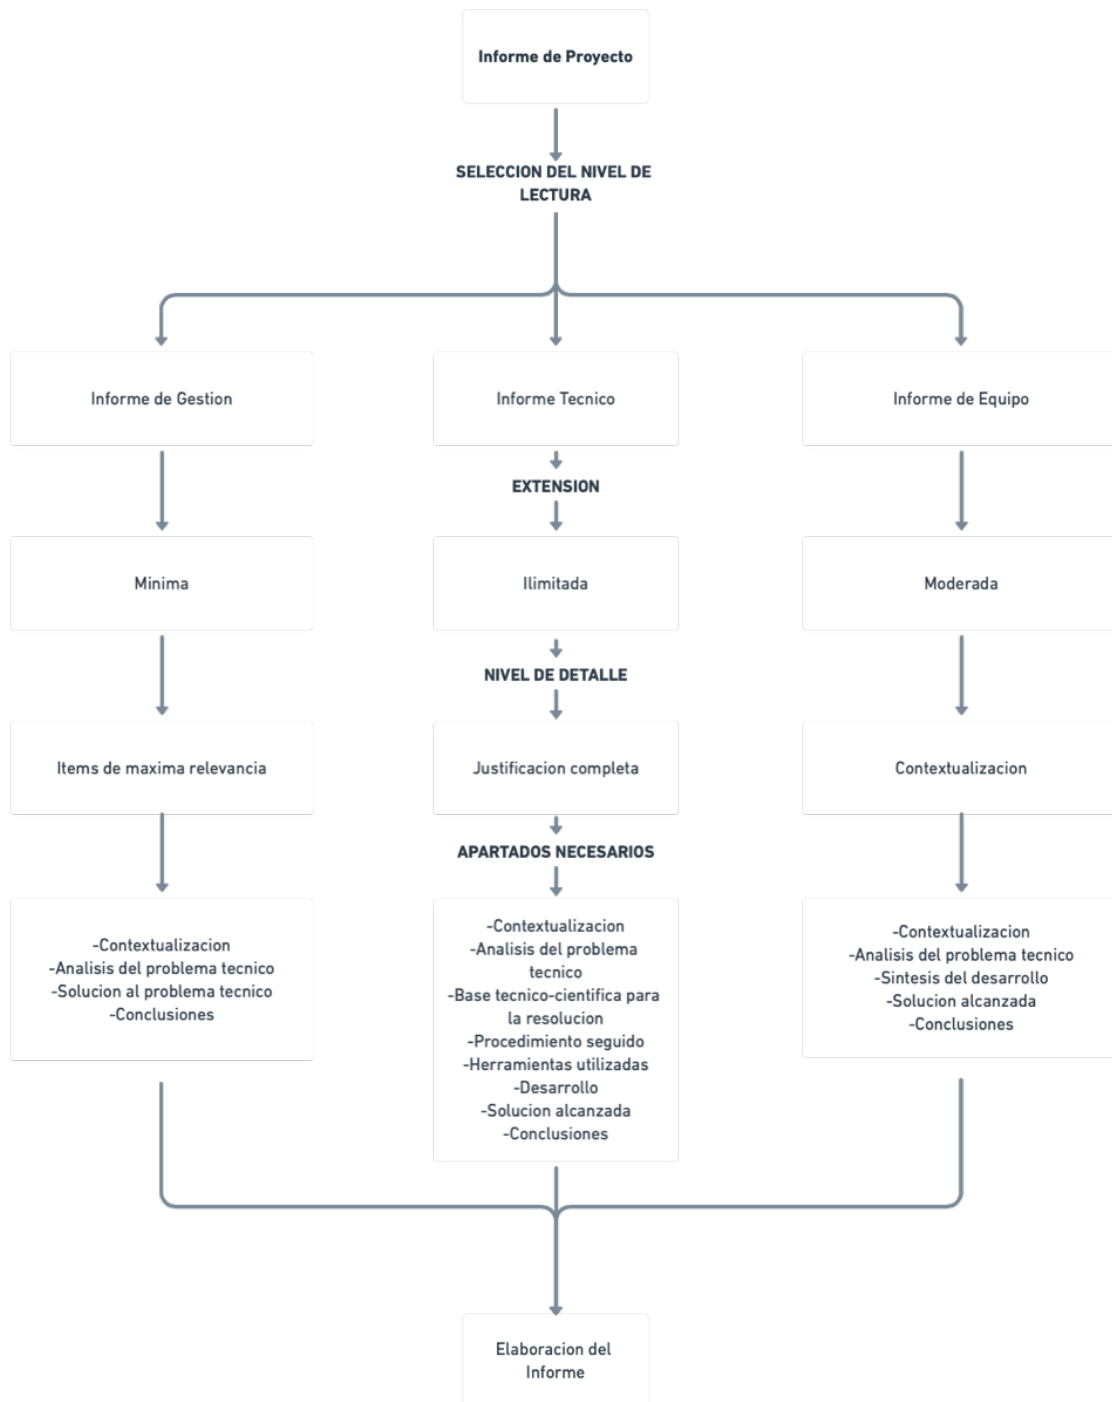 Informe de Proyecto
SELECCION DEL NIVEL DE
LECTURA
Informe de Gestion
Informe Tecnico
Informe de Equipo
EXTENSION
Minima
Ilimitada
Moderada
NIVEL DE DETALLE
Items de maxima relevancia
Justificacion completa
Contextualizacion
APARTADOS NECESARIOS
-Contextualizacion
-Analisis del problema tecnico
-Solucion al problema tecnico
-Conclusiones
-Contextualizacion
-Analisis del problema
tecnico
-Base tecnico-cientifica para
la resolucion
-Procedimiento seguido
-Herramientas utilizadas
-Desarrollo
-Solucion alcanzada
-Conclusiones
-Contextualizacion
-Analisis del problema tecnico
-Sintesis del desarrollo
-Solucion alcanzada
-Conclusiones
Elaboracion del
Informe